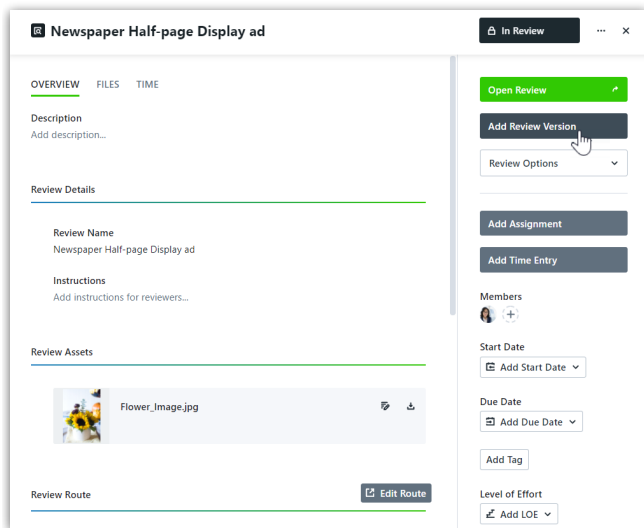 Newspaper Half-page Display ad
In Review
OVERVIEW FILES TIME
Description
Add description...
Review Details
Review Name
Newspaper Half-page Display ad
Instructions
Add instructions for reviewers...
Review Assets
Flower_Image.jpg
Review Route
Edit Route
Open Review
Add Review Version
Review Options
Add Assignment
Add Time Entry
Members
Start Date
Add Start Date
Due Date
Add Due Date
Add Tag
Level of Effort
Add LOE